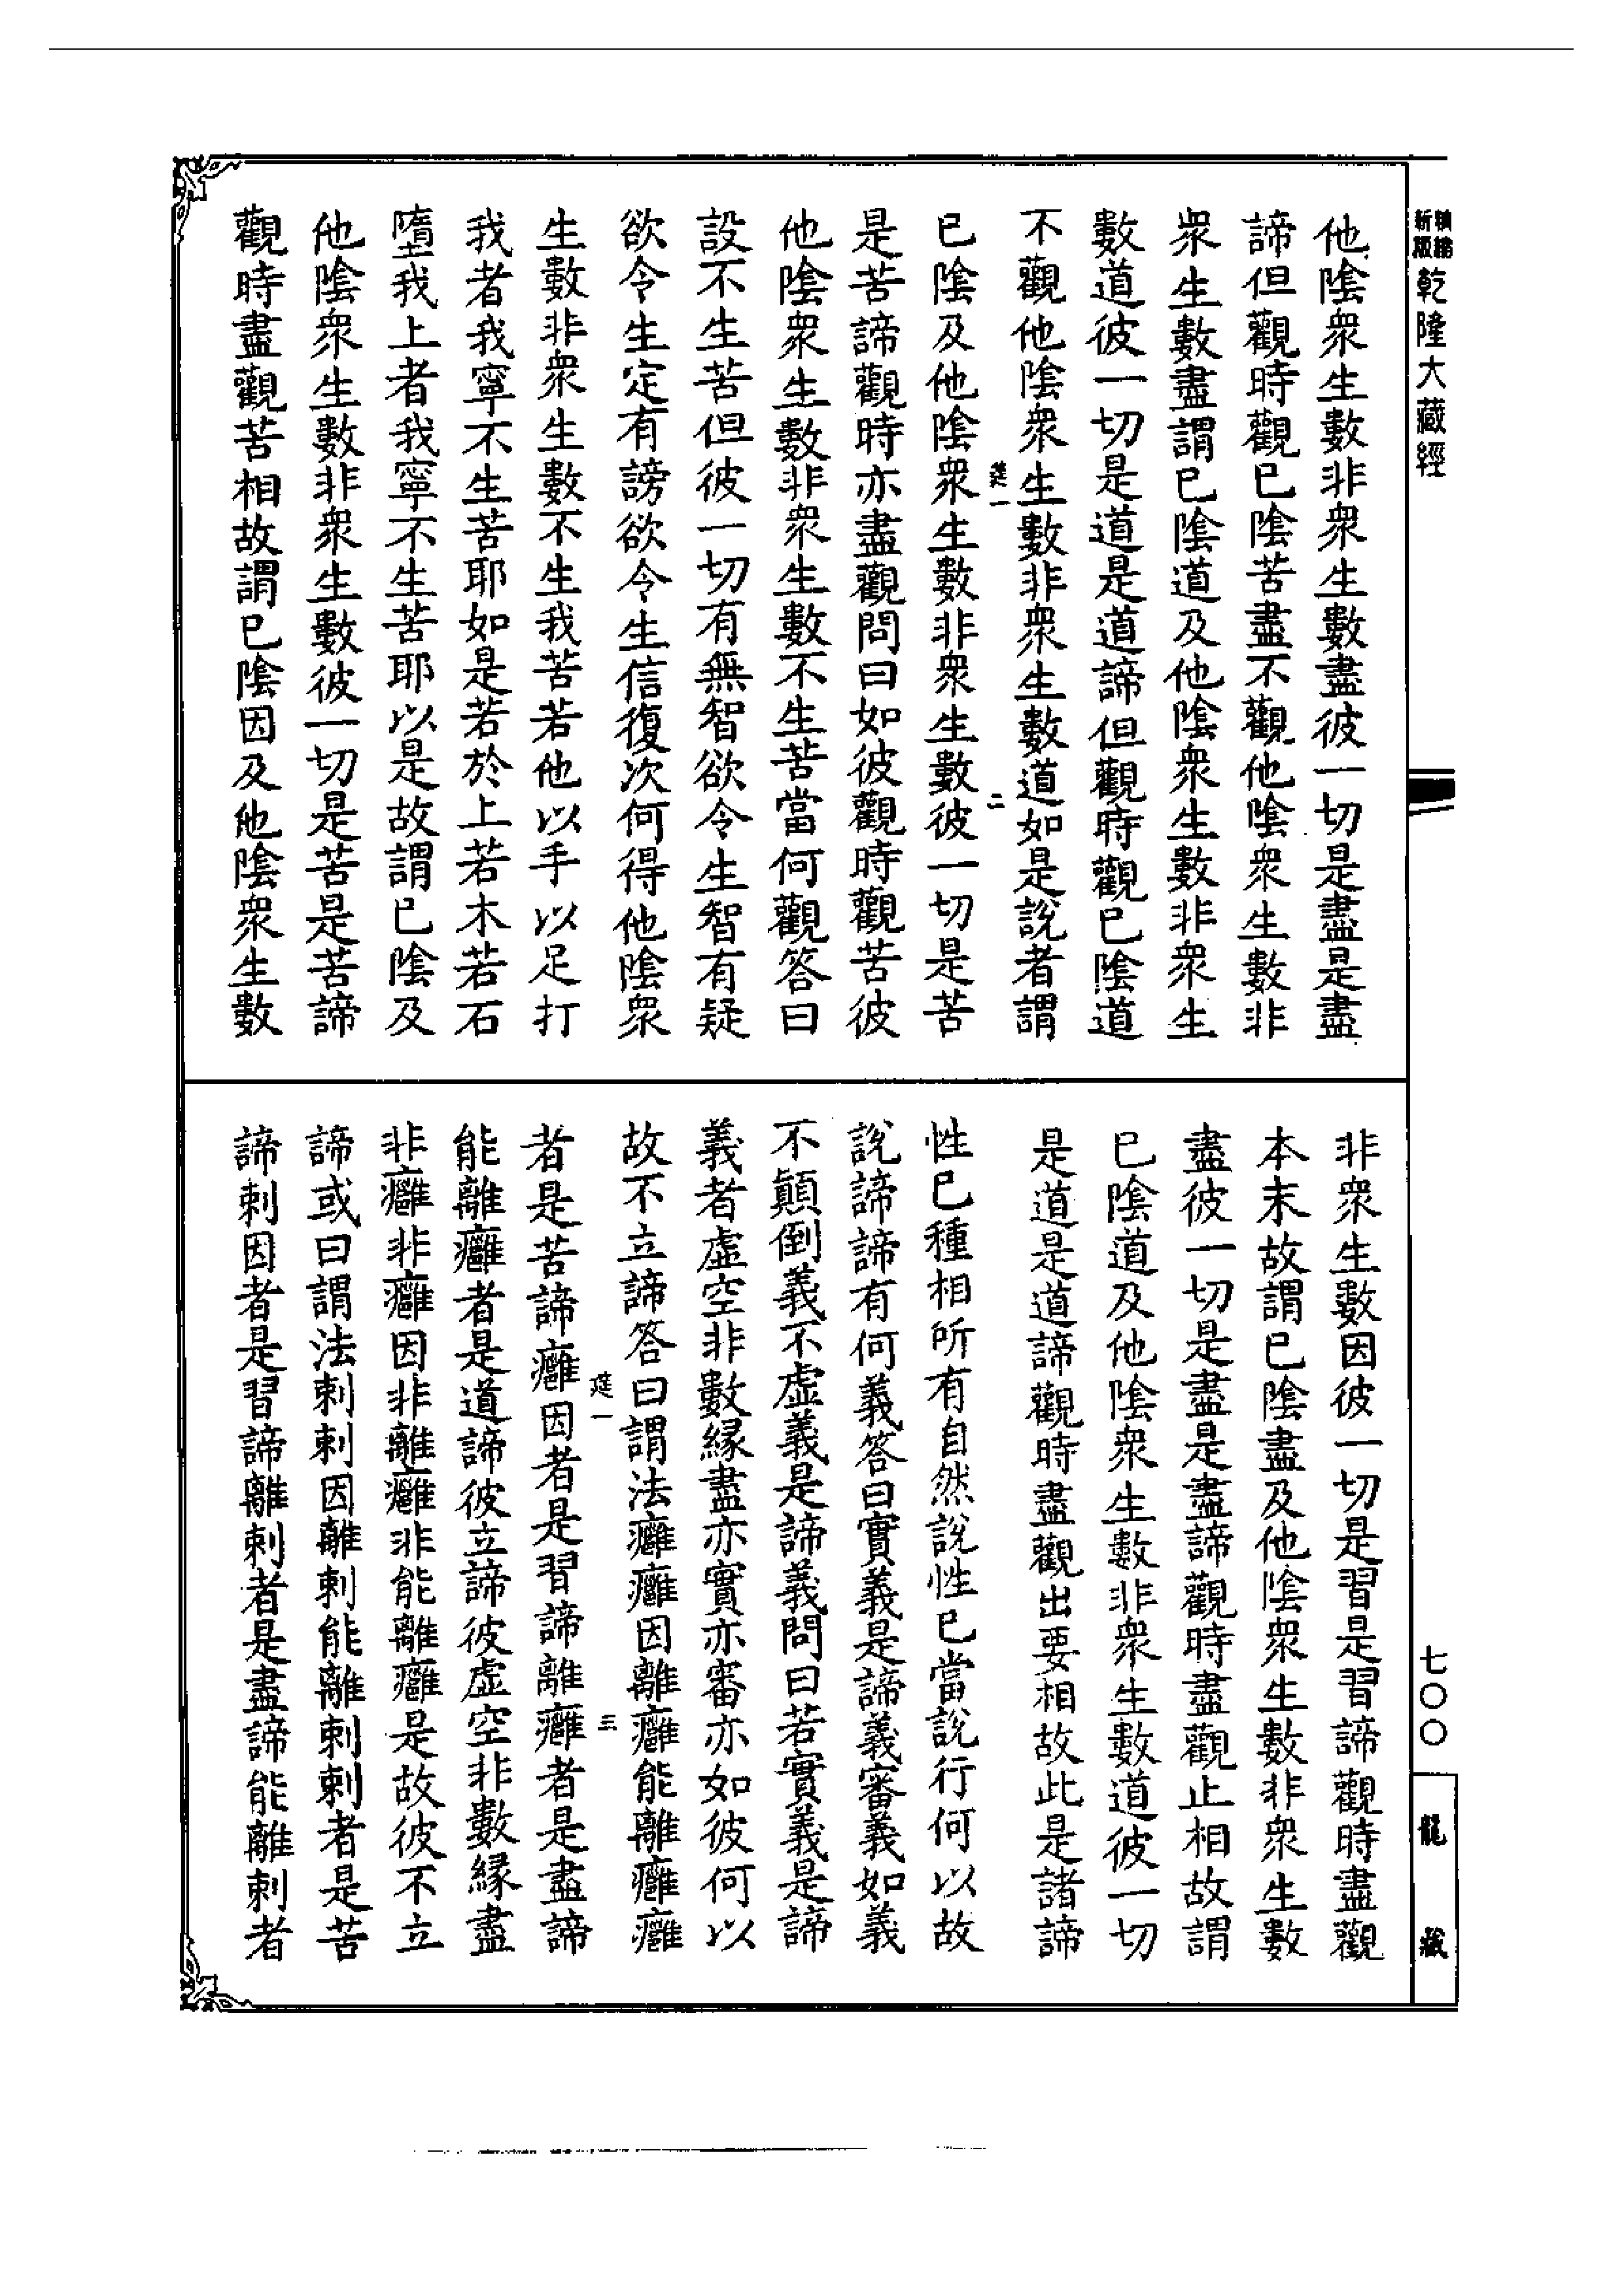 精縮新版乾隆大藏經
他陰衆生數非衆生數盡彼一切是盡是盡
諦但觀時觀已陰苦盡不觀他陰衆生數非
衆生數盡謂已陰道及他陰衆生數非衆生
數道彼一切是道是道諦但觀時觀已陰道
不觀他陰衆生數非衆生數道如是說者謂
筵一
二
已陰及他陰衆生數非衆生數彼一切是苦
是苦諦觀時亦盡觀問曰如彼觀時觀苦彼
他陰衆生數非衆生數不生苦當何觀答曰
設不生苦但彼一切有無智欲令生智有疑
欲令生定有謗欲令生信復次何得他陰衆
生數非衆生數不生我苦若他以手以足打
我者我寧不生苦耶如是若於上若木若石
墮我上者我寧不生苦耶以是故謂已陰及
他陰衆生數非衆生數彼一切是苦是苦諦
觀時盡觀苦相故謂已陰因及他陰衆生數
非衆生數因彼一切是習是習諦觀時盡觀
本末故謂已陰盡及他陰衆生數非衆生數
盡彼一切是盡是盡諦觀時盡觀止相故謂
已陰道及他陰衆生數非衆生數道彼一切
是道是道諦觀時盡觀出要相故此是諸諦
性已種相所有自然說性已當說行何以故
說諦諦有何義答曰實義是諦義審義如義
不顛倒義不虛義是諦義問曰若實義是諦
義者虛空非數緣盡亦實亦審亦如彼何以
故不立諦答曰謂法癰癰因離癰能離癰癰
筵一
三
者是苦諦癰因者是習諦離癰者是盡諦
能離癰者是道諦彼立諦彼虛空非數緣盡
非癰非癰因非離癰非能離癰是故彼不立
諦或曰謂法刺刺因離刺能離刺刺者是苦
諦刺因者是習諦離刺者是盡諦能離刺者
七〇〇
龍藏